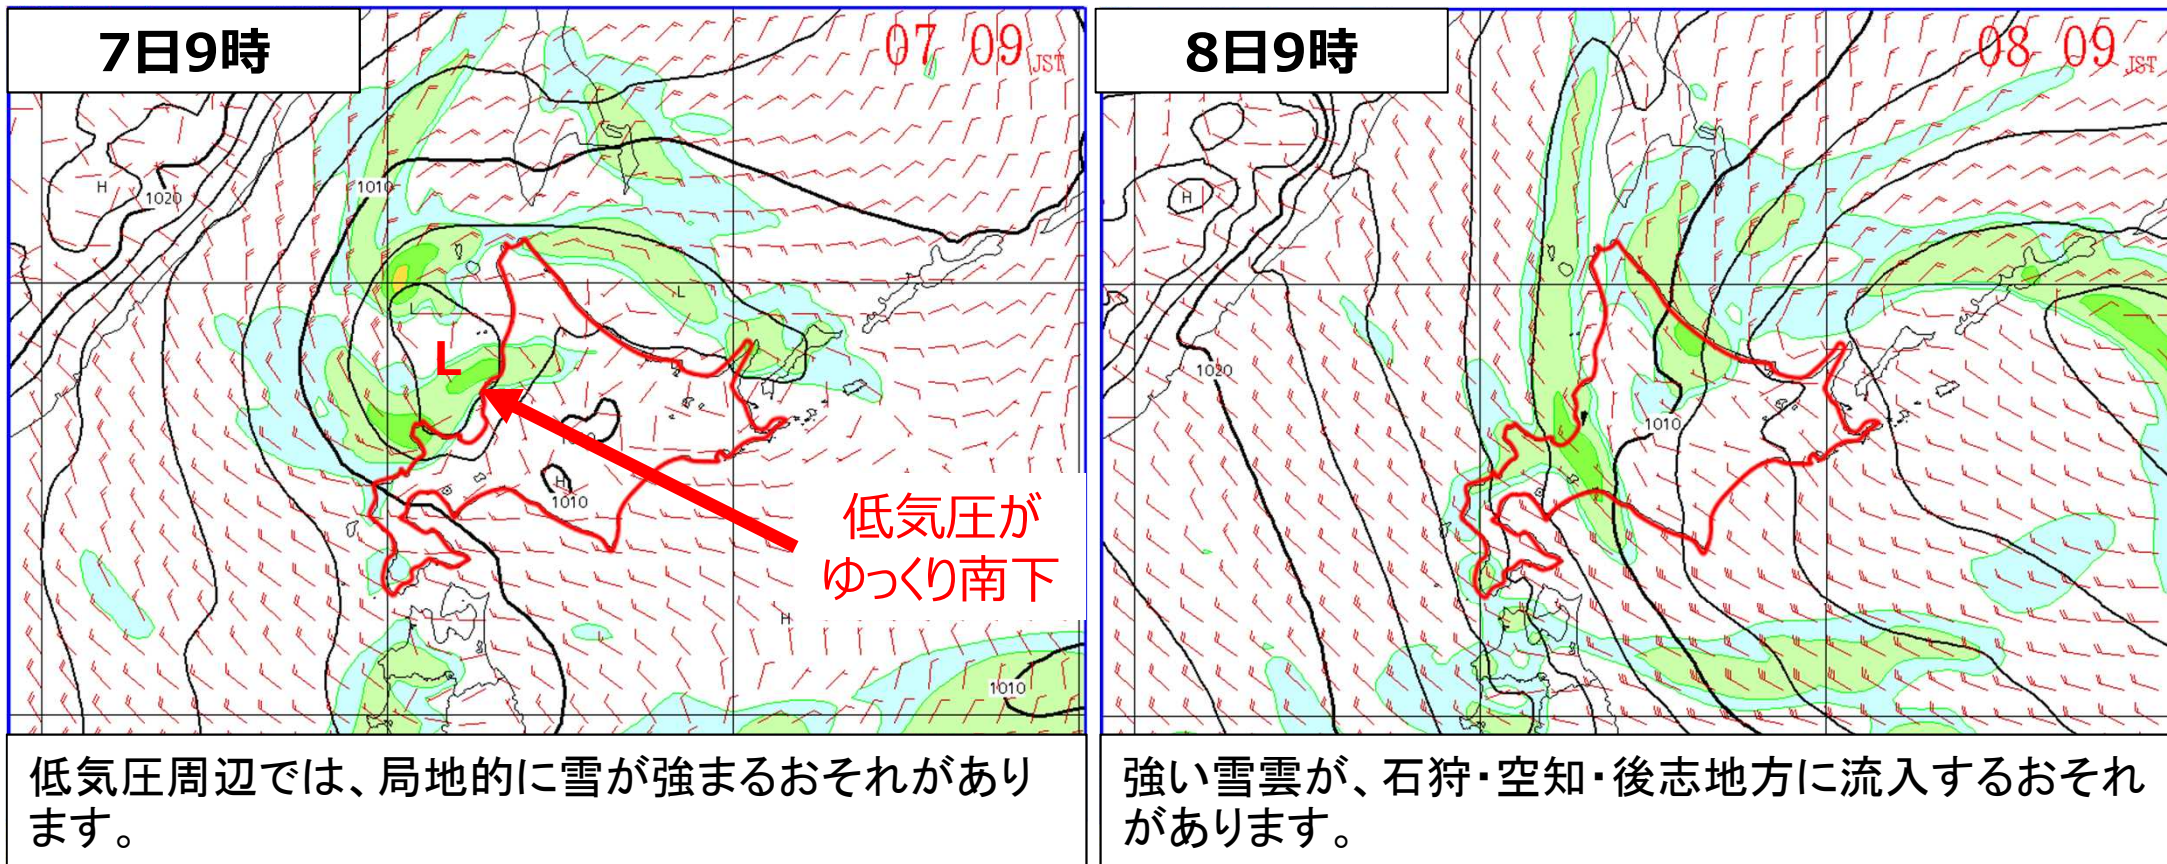 7日9時
07 09 JST
H
1020
1010
L
L
L
H
1010
低気圧が
ゆっくり南下
H
1010
低気圧周辺では、局地的に雪が強まるおそれがあり
ます。
8日9時
08 09 JST
H
1020
L
1010
強い雪雲が、石狩・空知・後志地方に流入するおそれ
があります。